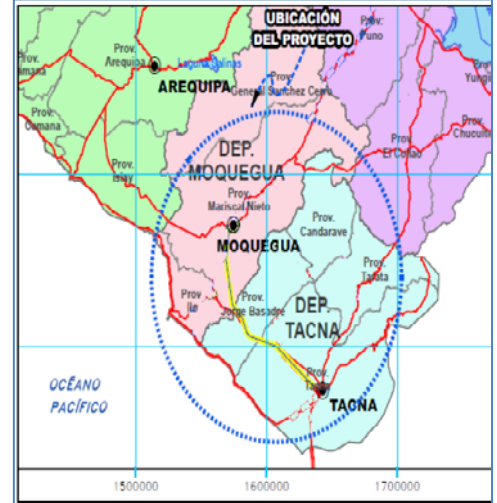 UBICACIÓN
DEL PROYECTO
Prov.
Puno
Prov.
Arequipa
Laguna Salinas
AREQUIPA
Prov.
General Sanchez Cerro
Prov.
Camana
Prov.
Islay
DEP.
MOQUEGUA
Prov.
Mariscal Nieto
MOQUEGUA
Prov.
El Collao
Prov.
Chucuito
Prov.
Candarave
Prov.
Tarata
Prov.
Ilo
Prov.
Jorge Basadre
DEP.
TACNA
Prov.
TACNA
OCÉANO
PACÍFICO
1500000
1600000
1700000